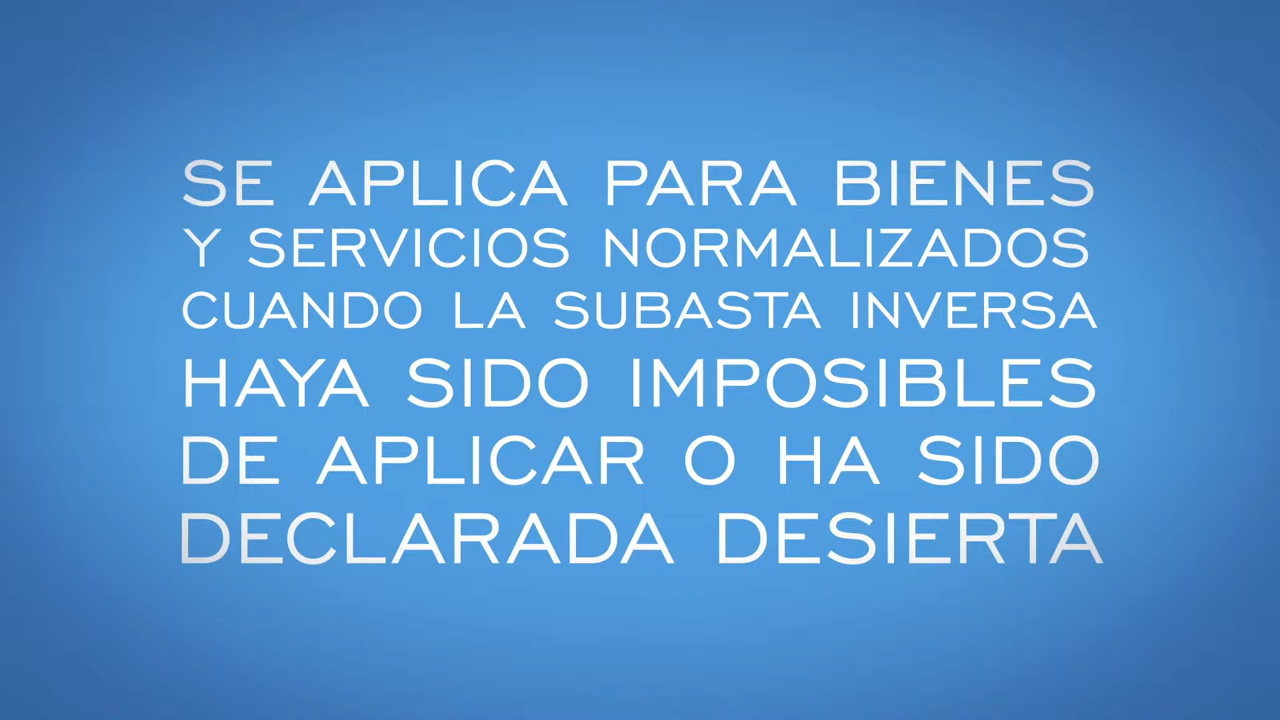 SE APLICA PARA BIENES
Y SERVICIOS NORMALIZADOS
CUANDO LA SUBASTA INVERSA
HAYA SIDO IMPOSIBLES
DE APLICAR O HA SIDO
DECLARADA DESIERTA